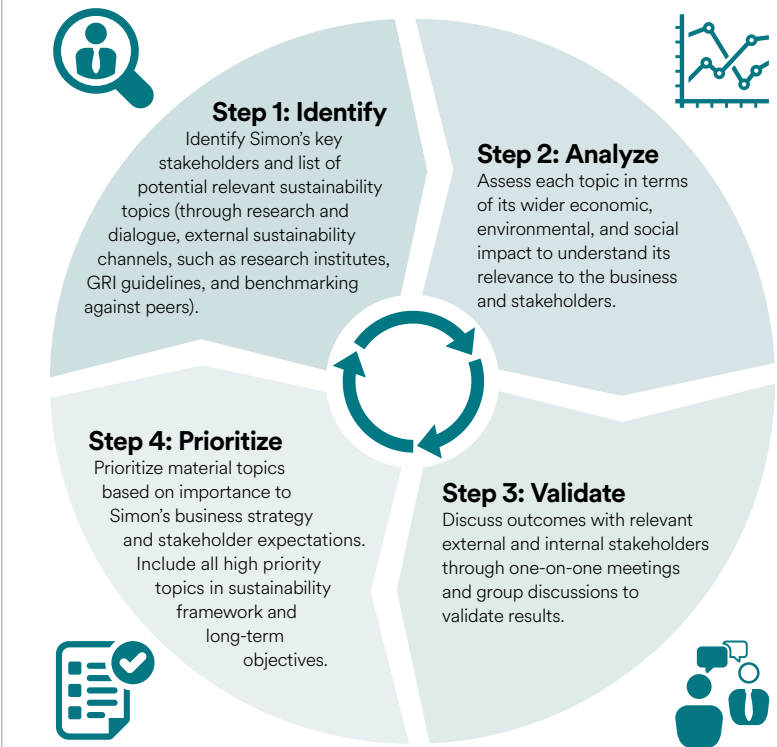 Step 1: Identify
Identify Simon's key
stakeholders and list of
potential relevant sustainability
topics (through research and
dialogue, external sustainability
channels, such as research institutes,
GRI guidelines, and benchmarking
against peers).
Step 2: Analyze
Assess each topic in terms
of its wider economic,
environmental, and social
impact to understand its
relevance to the business
and stakeholders.
Step 3: Validate
Discuss outcomes with relevant
external and internal stakeholders
through one-on-one meetings
and group discussions to
validate results.
Step 4: Prioritize
Prioritize material topics
based on importance to
Simon's business strategy
and stakeholder expectations.
Include all high priority
topics in sustainability
framework and
long-term
objectives.